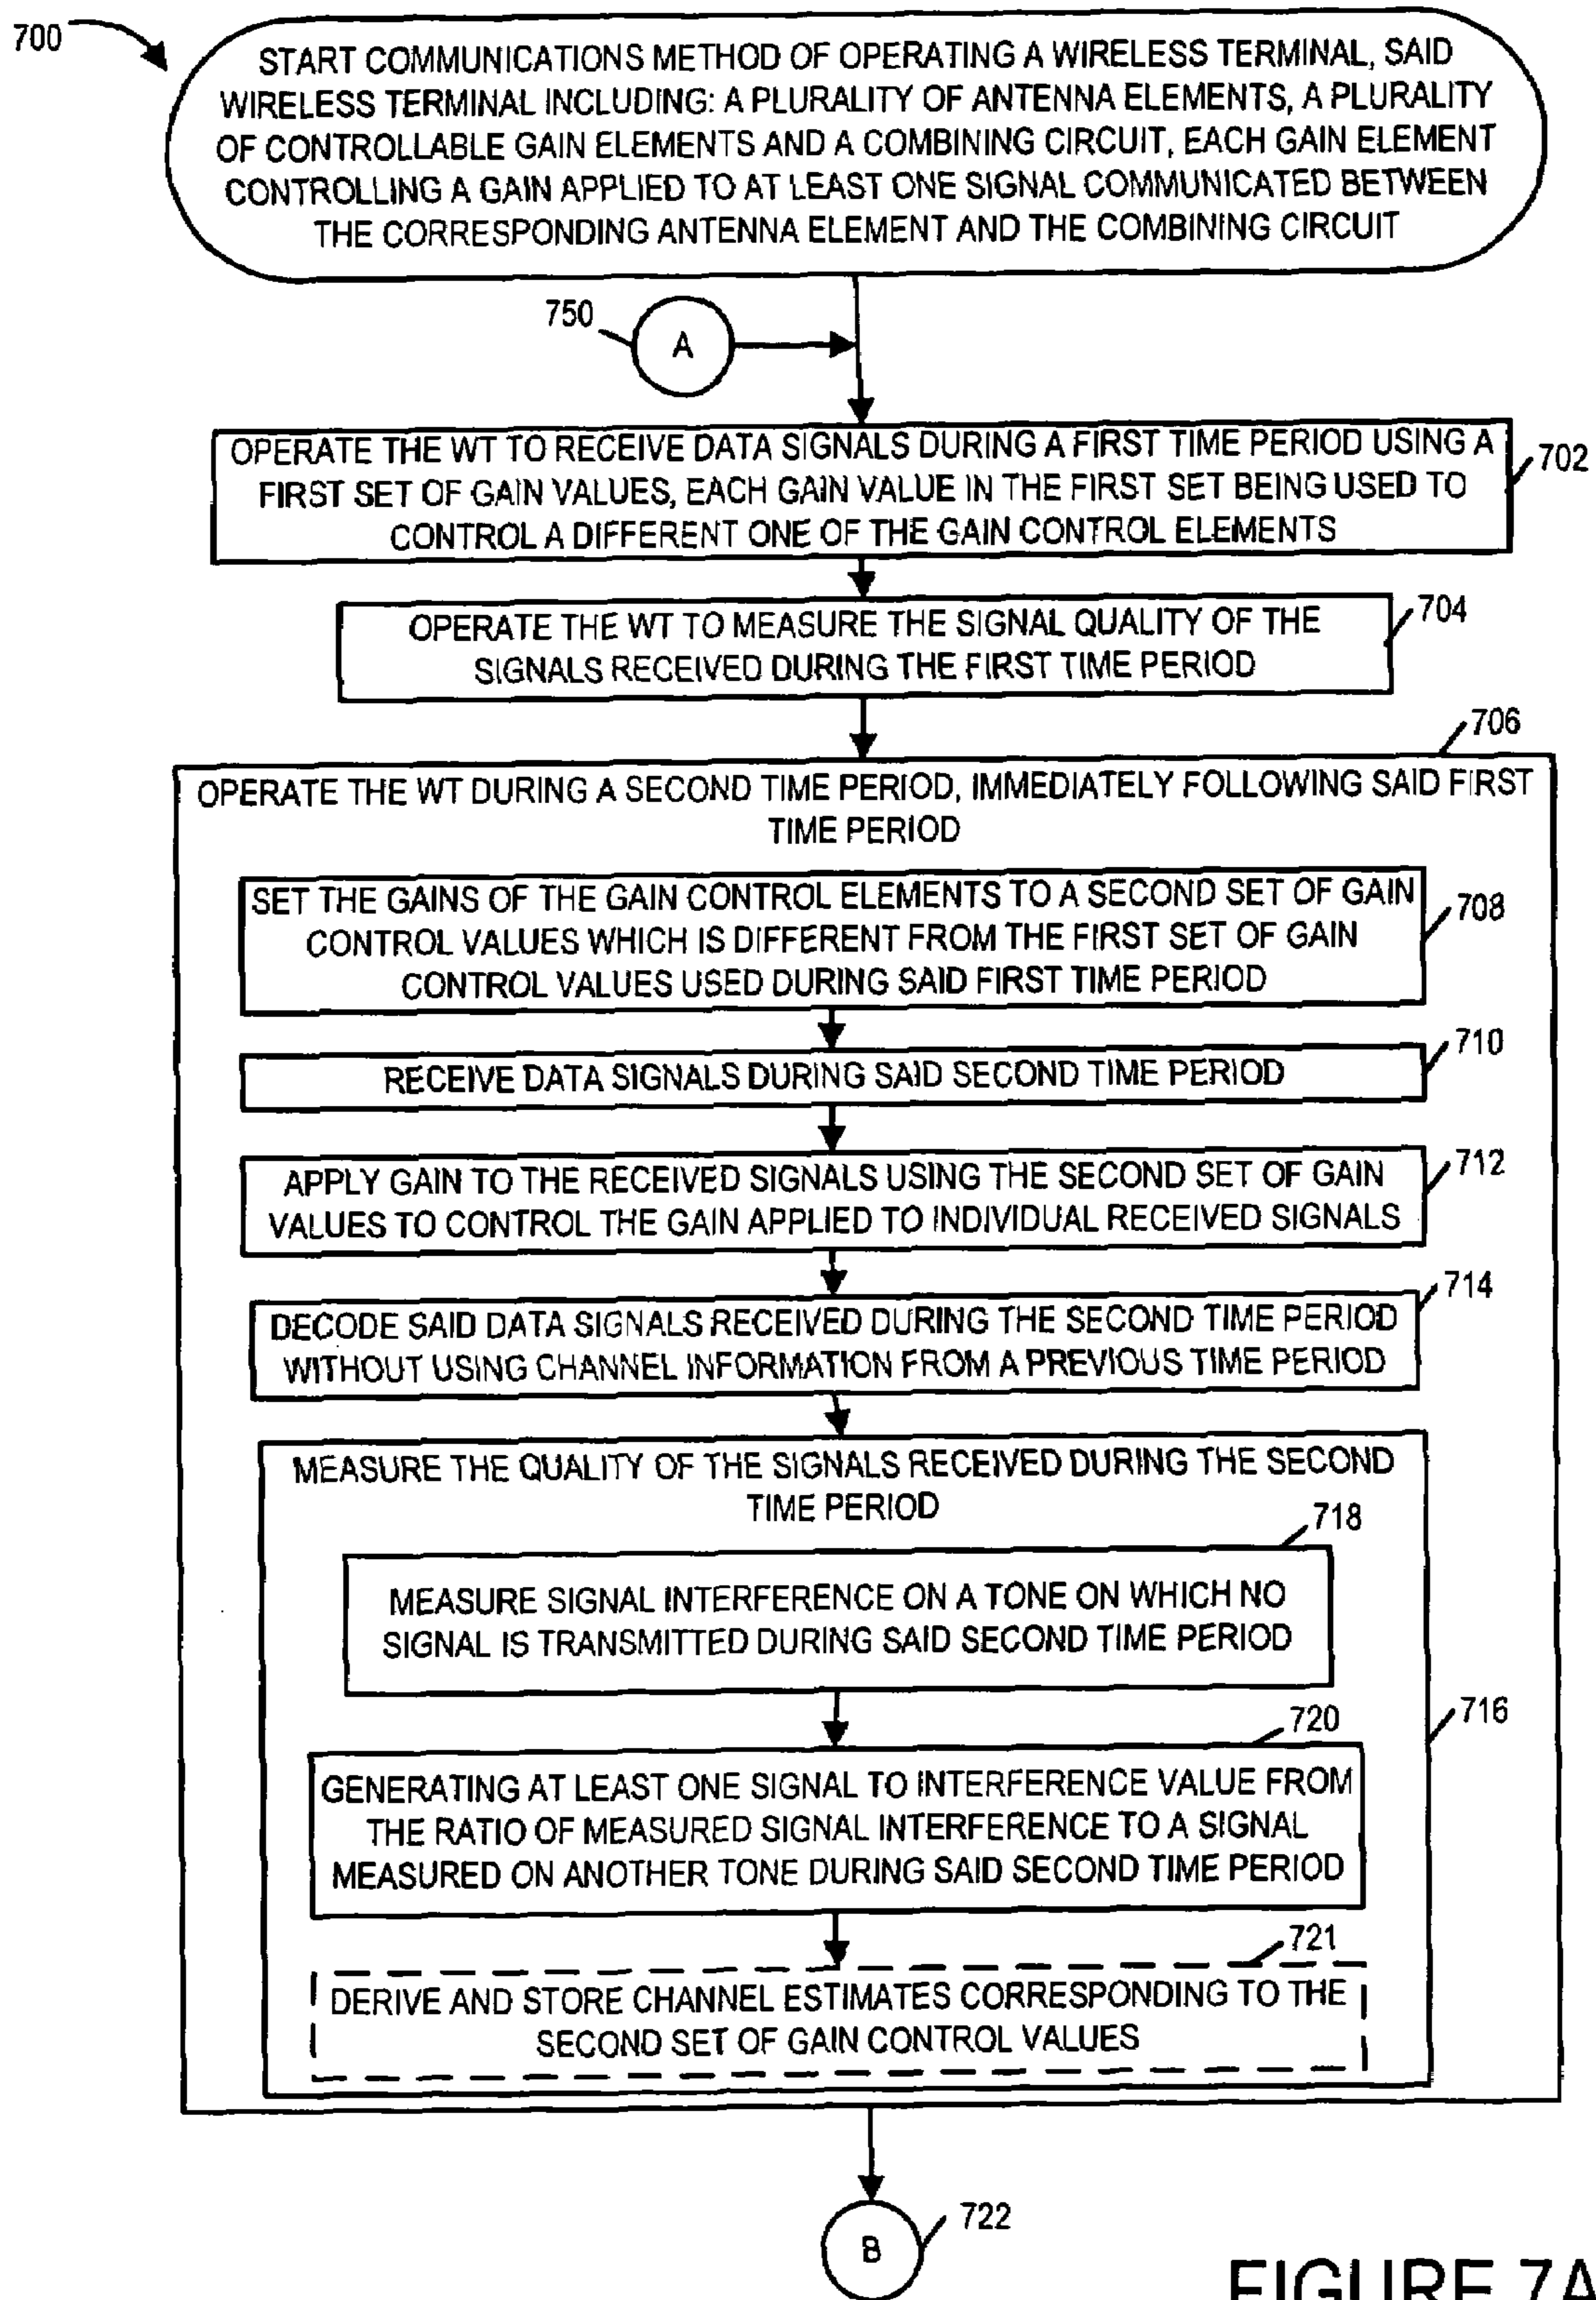 700
START COMMUNICATIONS METHOD OF OPERATING A WIRELESS TERMINAL, SAID
WIRELESS TERMINAL INCLUDING: A PLURALITY OF ANTENNA ELEMENTS, A PLURALITY
OF CONTROLLABLE GAIN ELEMENTS AND A COMBINING CIRCUIT, EACH GAIN ELEMENT
CONTROLLING A GAIN APPLIED TO AT LEAST ONE SIGNAL COMMUNICATED BETWEEN
THE CORRESPONDING ANTENNA ELEMENT AND THE COMBINING CIRCUIT
750
A
OPERATE THE WT TO RECEIVE DATA SIGNALS DURING A FIRST TIME PERIOD USING A
FIRST SET OF GAIN VALUES, EACH GAIN VALUE IN THE FIRST SET BEING USED TO
CONTROL A DIFFERENT ONE OF THE GAIN CONTROL ELEMENTS
702
OPERATE THE WT TO MEASURE THE SIGNAL QUALITY OF THE
SIGNALS RECEIVED DURING THE FIRST TIME PERIOD
704
706
OPERATE THE WT DURING A SECOND TIME PERIOD, IMMEDIATELY FOLLOWING SAID FIRST
TIME PERIOD
SET THE GAINS OF THE GAIN CONTROL ELEMENTS TO A SECOND SET OF GAIN
CONTROL VALUES WHICH IS DIFFERENT FROM THE FIRST SET OF GAIN
CONTROL VALUES USED DURING SAID FIRST TIME PERIOD
708
RECEIVE DATA SIGNALS DURING SAID SECOND TIME PERIOD
710
APPLY GAIN TO THE RECEIVED SIGNALS USING THE SECOND SET OF GAIN
VALUES TO CONTROL THE GAIN APPLIED TO INDIVIDUAL RECEIVED SIGNALS
712
DECODE SAID DATA SIGNALS RECEIVED DURING THE SECOND TIME PERIOD
WITHOUT USING CHANNEL INFORMATION FROM A PREVIOUS TIME PERIOD
714
MEASURE THE QUALITY OF THE SIGNALS RECEIVED DURING THE SECOND
TIME PERIOD
718
MEASURE SIGNAL INTERFERENCE ON A TONE ON WHICH NO
SIGNAL IS TRANSMITTED DURING SAID SECOND TIME PERIOD
716
720
GENERATING AT LEAST ONE SIGNAL TO INTERFERENCE VALUE FROM
THE RATIO OF MEASURED SIGNAL INTERFERENCE TO A SIGNAL
MEASURED ON ANOTHER TONE DURING SAID SECOND TIME PERIOD
721
DERIVE AND STORE CHANNEL ESTIMATES CORRESPONDING TO THE
SECOND SET OF GAIN CONTROL VALUES
B
722
FIGURE 7A